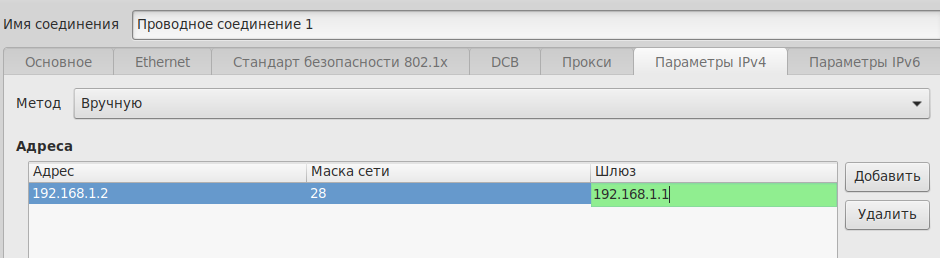 Имя соединения Проводное соединение 1
Основное Ethernet Стандарт безопасности 802.1x DCB Прокси Параметры IPv4 Параметры IPv6
Метод Вручную
Адреса
Адрес Маска сети Шлюз
192.168.1.2 28 192.168.1.1
Добавить
Удалить